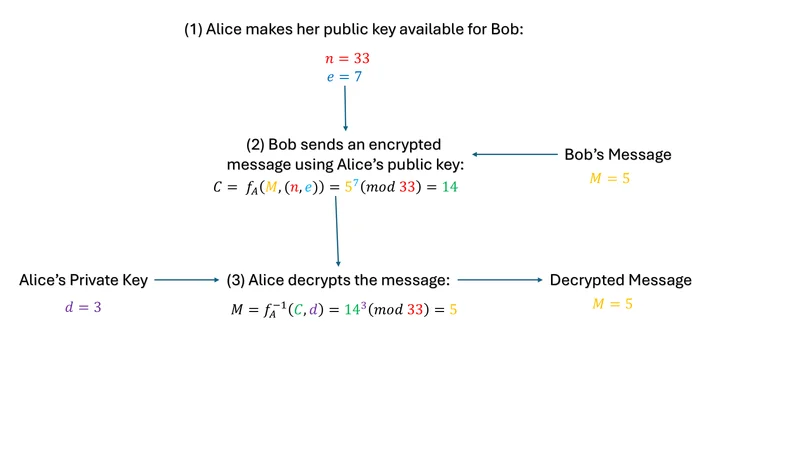 (1) Alice makes her public key available for Bob:
n = 33
e = 7
(2) Bob sends an encrypted
message using Alice's public key:
C = f_A(M, (n, e)) = 5^7(mod 33) = 14
Bob's Message
M = 5
Alice's Private Key
d = 3
(3) Alice decrypts the message:
M = f_A^{-1}(C, d) = 14^3(mod 33) = 5
Decrypted Message
M = 5